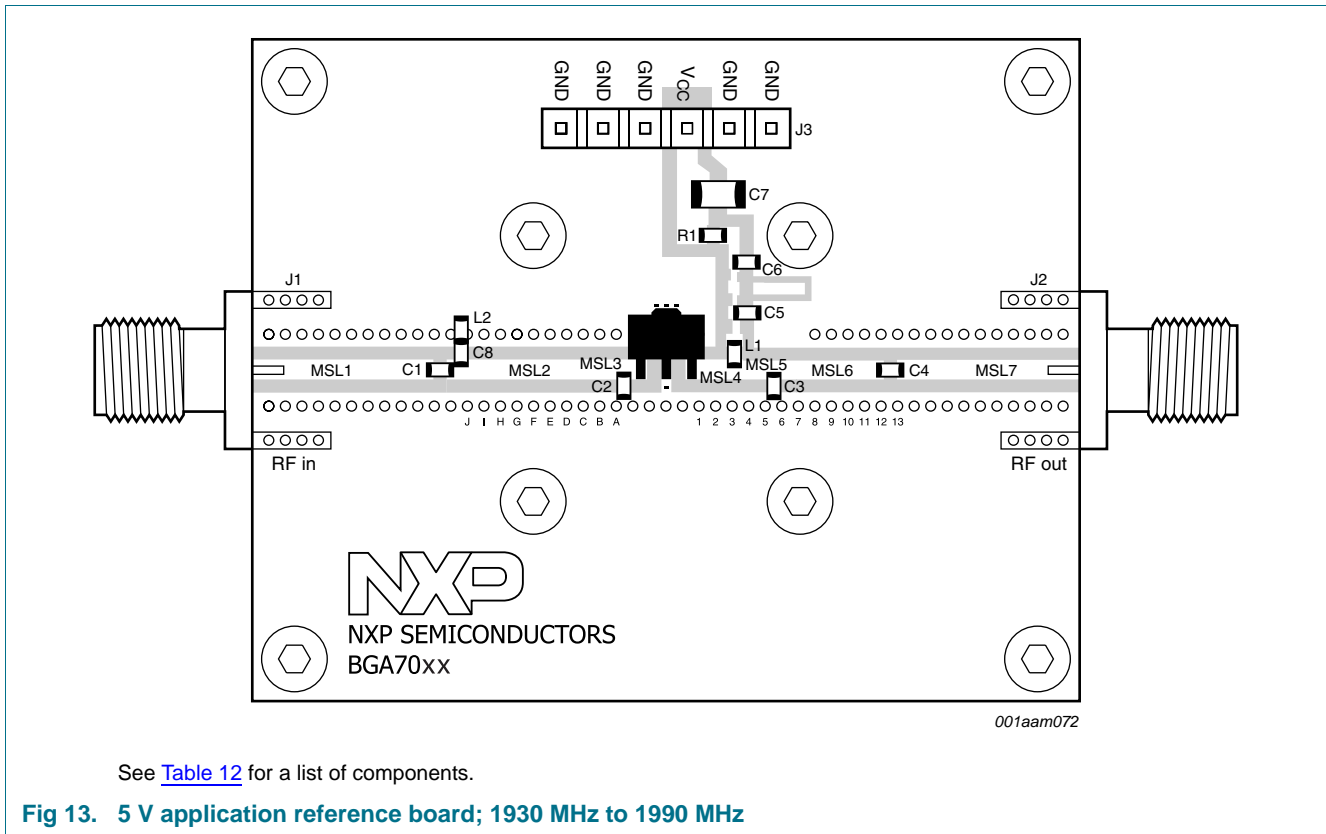 GND GND GND VCC GND GND
J3
C7
R1
C6
J1
J2
C5
L2
L1
C8
MSL1 C1 MSL2 MSL3 MSL4 MSL5 MSL6 C4 MSL7
C2 C3
J I H G F E D C B A 1 2 3 4 5 6 7 8 9 10 11 12 13
RF in
RF out
NXP
NXP SEMICONDUCTORS
BGA70xx
001aam072
See Table 12 for a list of components.
Fig 13. 5 V application reference board; 1930 MHz to 1990 MHz